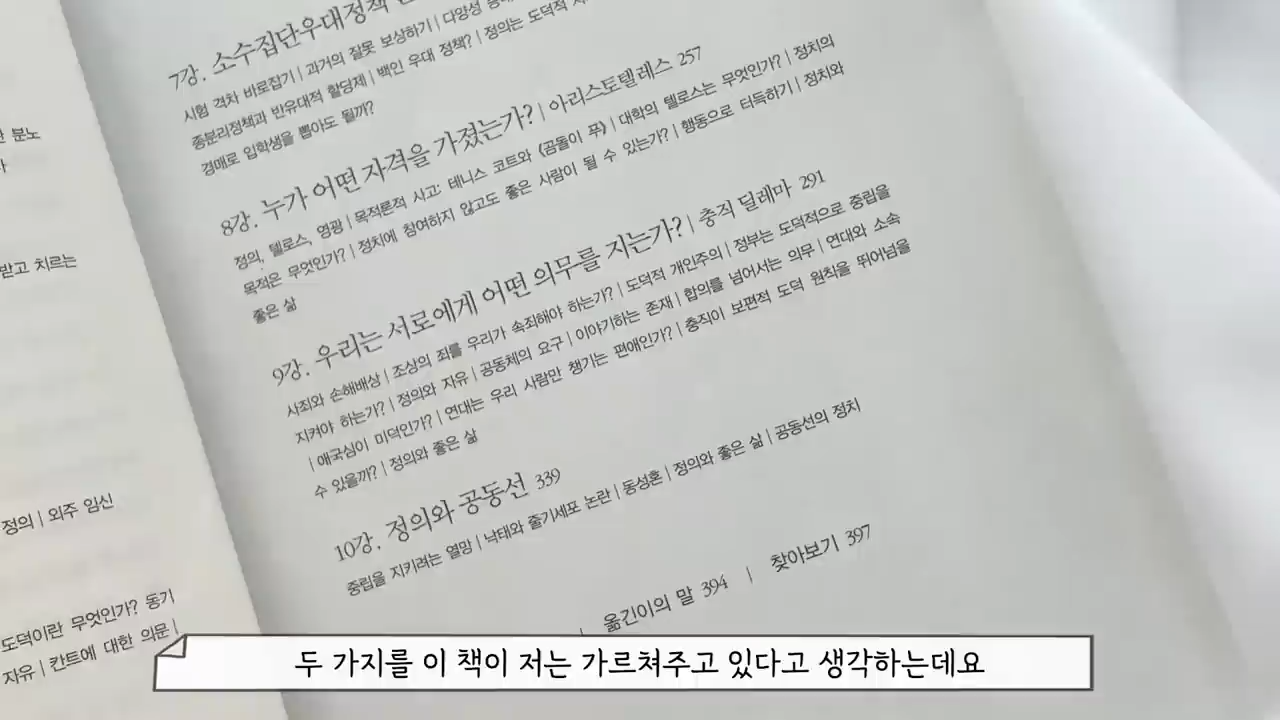 한 분노
받고 치르는
정의 | 외주 임신
도덕이란 무엇인가? 동기
자유 | 칸트에 대한 의문 |
7강. 소수집단우대정책
시험 격차 바로잡기 | 과거의 잘못 보상하기 | 다양성
종분리정책과 반유대적 할당제 | 백인 우대 정책? | 정의는 도덕적
경매로 입학생을 뽑아도 될까?
8강. 누가 어떤 자격을 가졌는가? | 아리스토텔레스 257
정의, 텔로스, 영광 | 목적론적 사고: 테니스 코트와 〈곰돌이 푸〉 | 대학의 텔로스는 무엇인가? | 정치의
목적은 무엇인가? | 정치에 참여하지 않고도 좋은 사람이 될 수 있는가? | 행동으로 터득하기 | 정치와
좋은 삶
9강. 우리는 서로에게 어떤 의무를 지는가? | 충직 딜레마 291
사죄와 손해배상 | 조상의 죄를 우리가 속죄해야 하는가? | 도덕적 개인주의 | 정부는 도덕적으로 중립을
지켜야 하는가? | 정의와 자유 | 공동체의 요구 | 이야기하는 존재 | 합의를 넘어서는 의무 | 연대와 소속
| 애국심이 미덕인가? | 연대는 우리 사람만 챙기는 편애인가? | 충직이 보편적 도덕 원칙을 뛰어넘을
수 있을까? | 정의와 좋은 삶
10강. 정의와 공동선 339
중립을 지키려는 열망 | 낙태와 줄기세포 논란 | 동성혼 | 정의와 좋은 삶 | 공동선의 정치
| 옮긴이의 말 394 | 찾아보기 397
두 가지를 이 책이 저는 가르쳐주고 있다고 생각하는데요